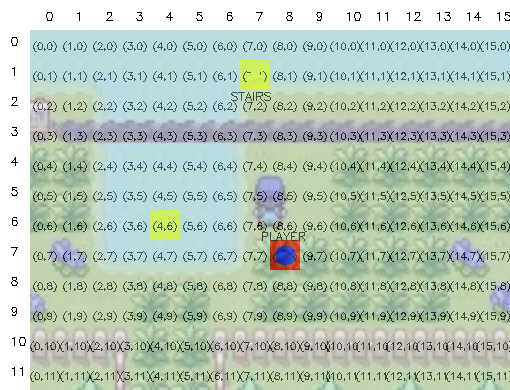 0 1 2 3 4 5 6 7 8 9 10 11 12 13 14 15
0 (0,0) (1,0) (2,0) (3,0) (4,0) (5,0) (6,0) (7,0) (8,0) (9,0) (10,0) (11,0) (12,0) (13,0) (14,0) (15,0)
1 (0,1) (1,1) (2,1) (3,1) (4,1) (5,1) (6,1) (8,1) (9,1) (10,1) (11,1) (12,1) (13,1) (14,1) (15,1)
STAIRS
2 (0,2) (1,2) (2,2) (3,2) (4,2) (5,2) (6,2) (7,2) (8,2) (9,2) (10,2) (11,2) (12,2) (13,2) (14,2) (15,2)
3 (0,3) (1,3) (2,3) (3,3) (4,3) (5,3) (6,3) (7,3) (8,3) (9,3) (10,3) (11,3) (12,3) (13,3) (14,3) (15,3)
4 (0,4) (1,4) (2,4) (3,4) (4,4) (5,4) (6,4) (7,4) (8,4) (9,4) (10,4) (11,4) (12,4) (13,4) (14,4) (15,4)
5 (0,5) (1,5) (2,5) (3,5) (4,5) (5,5) (6,5) (7,5) (8,5) (9,5) (10,5) (11,5) (12,5) (13,5) (14,5) (15,5)
6 (0,6) (1,6) (2,6) (3,6) (4,6) (5,6) (6,6) (7,6) (8,6) (9,6) (10,6) (11,6) (12,6) (13,6) (14,6) (15,6)
PLAYER
7 (0,7) (1,7) (2,7) (3,7) (4,7) (5,7) (6,7) (7,7) (9,7) (10,7) (11,7) (12,7) (13,7) (14,7) (15,7)
8 (0,8) (1,8) (2,8) (3,8) (4,8) (5,8) (6,8) (7,8) (8,8) (9,8) (10,8) (11,8) (12,8) (13,8) (14,8) (15,8)
9 (0,9) (1,9) (2,9) (3,9) (4,9) (5,9) (6,9) (7,9) (8,9) (9,9) (10,9) (11,9) (12,9) (13,9) (14,9) (15,9)
10 (0,10) (1,10) (2,10) (3,10) (4,10) (5,10) (6,10) (7,10) (8,10) (9,10) (10,10) (11,10) (12,10) (13,10) (14,10) (15,10)
11 (0,11) (1,11) (2,11) (3,11) (4,11) (5,11) (6,11) (7,11) (8,11) (9,11) (10,11) (11,11) (12,11) (13,11) (14,11) (15,11)